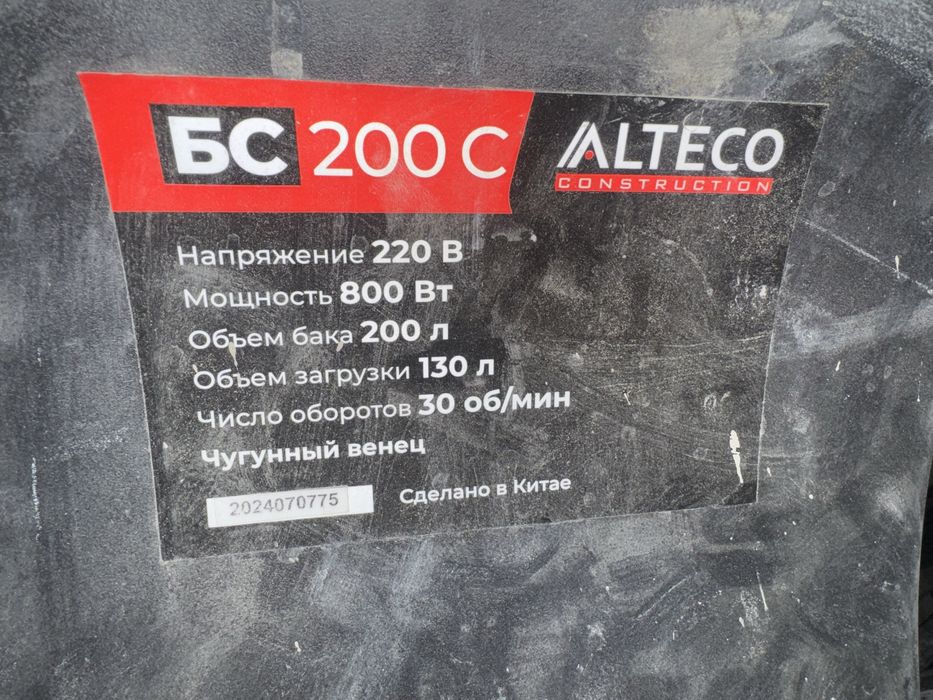 БС 200 С
ALTECO
CONSTRUCTION
Напряжение 220 В
Мощность 800 Вт
Объем бака 200 л
Объем загрузки 130 л
Число оборотов 30 об/мин
Чугунный венец
2024070775
Сделано в Китае